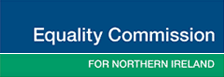 Equality Commission
FOR NORTHERN IRELAND